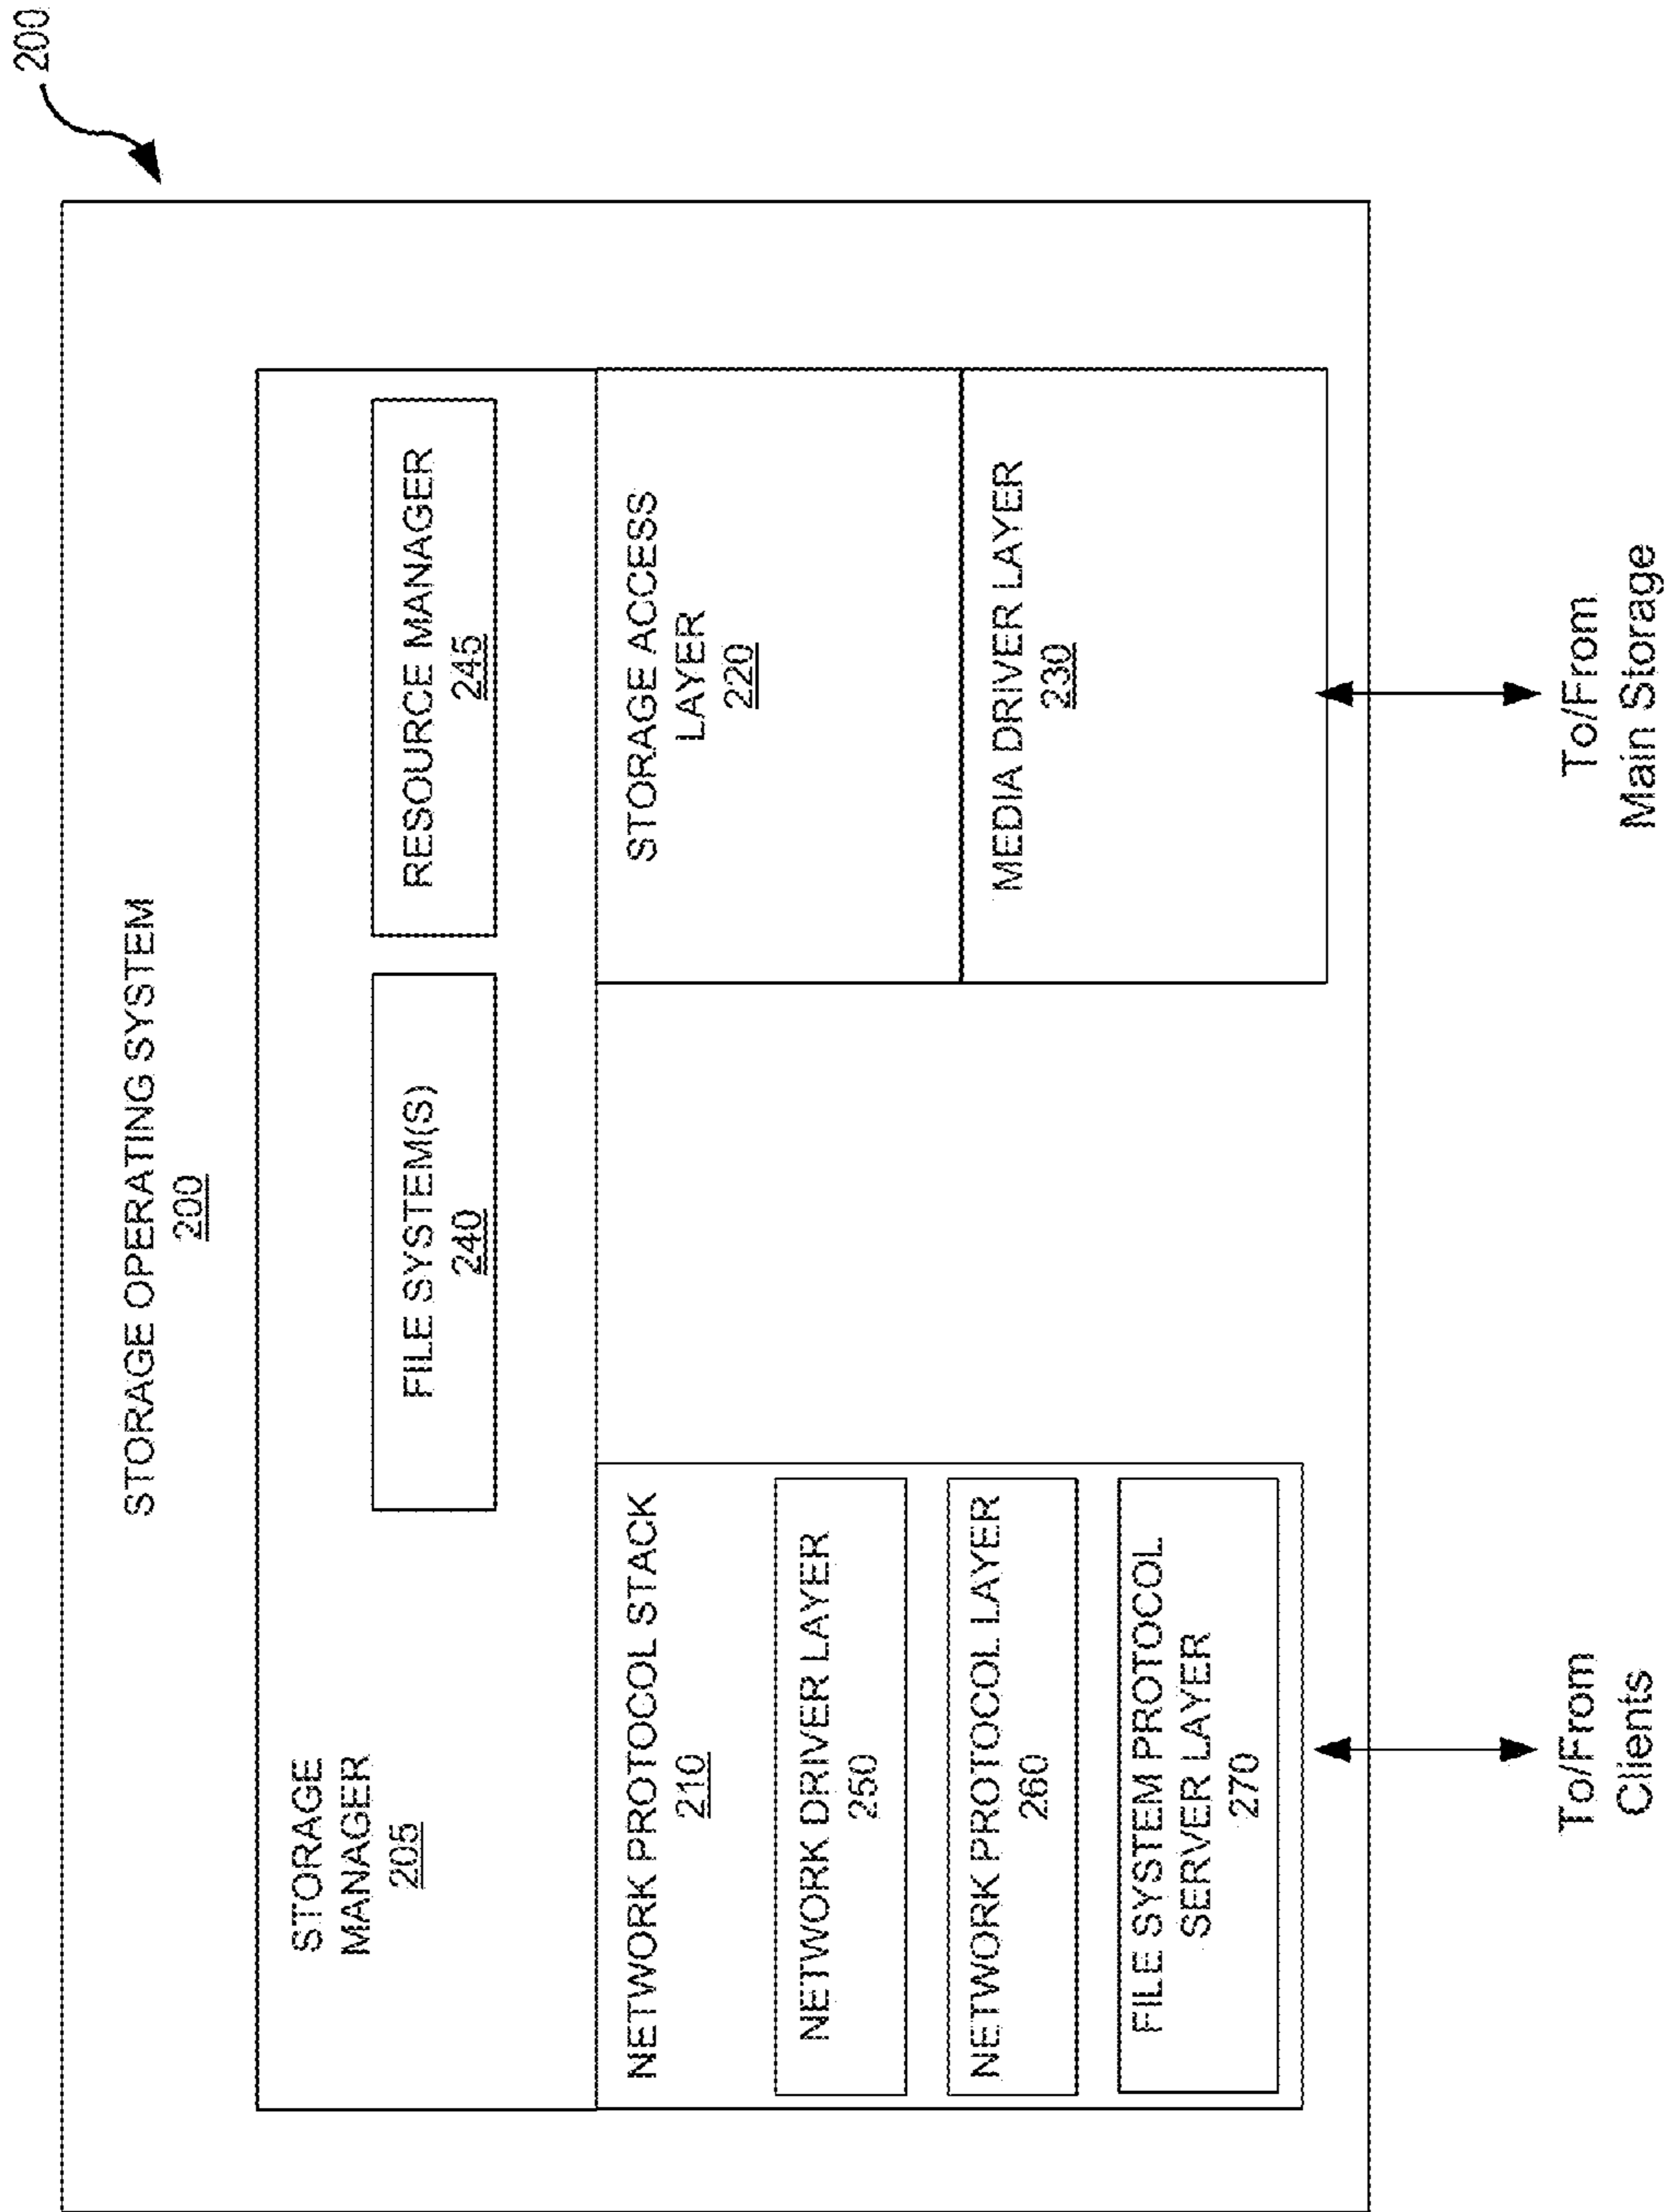 200
STORAGE OPERATING SYSTEM
200
STORAGE
MANAGER
205
FILE SYSTEM(S)
240
RESOURCE MANAGER
245
NETWORK PROTOCOL STACK
210
NETWORK DRIVER LAYER
250
NETWORK PROTOCOL LAYER
260
FILE SYSTEM PROTOCOL
SERVER LAYER
270
STORAGE ACCESS
LAYER
220
MEDIA DRIVER LAYER
230
To/From
Clients
To/From
Main Storage